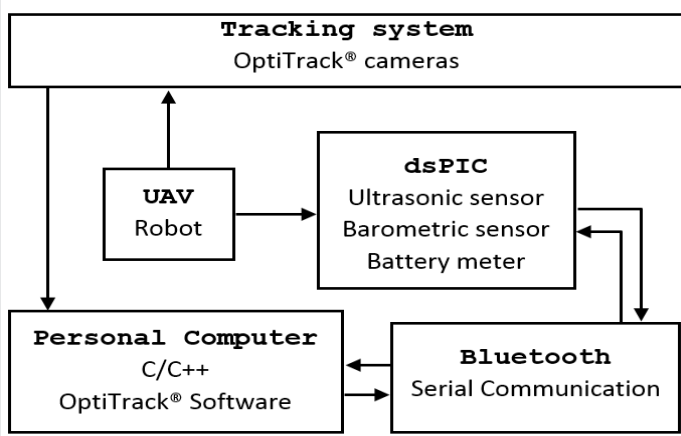 Tracking system
OptiTrack® cameras
UAV
Robot
dsPIC
Ultrasonic sensor
Barometric sensor
Battery meter
Personal Computer
C/C++
OptiTrack® Software
Bluetooth
Serial Communication